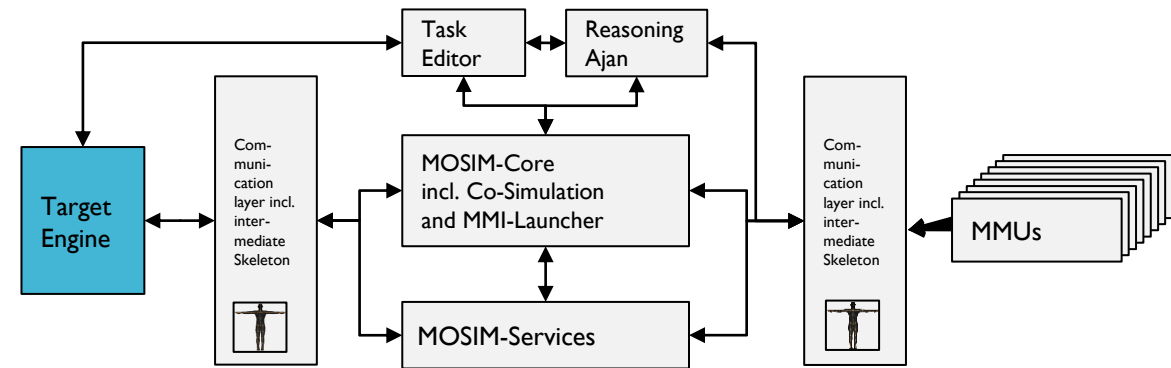 Task
Editor
Reasoning
Ajan
Target
Engine
Com-
muni-
cation
layer incl.
inter-
mediate
Skeleton
MOSIM-Core
incl. Co-Simulation
and MMI-Launcher
MOSIM-Services
Com-
muni-
cation
layer incl.
inter-
mediate
Skeleton
MMUs